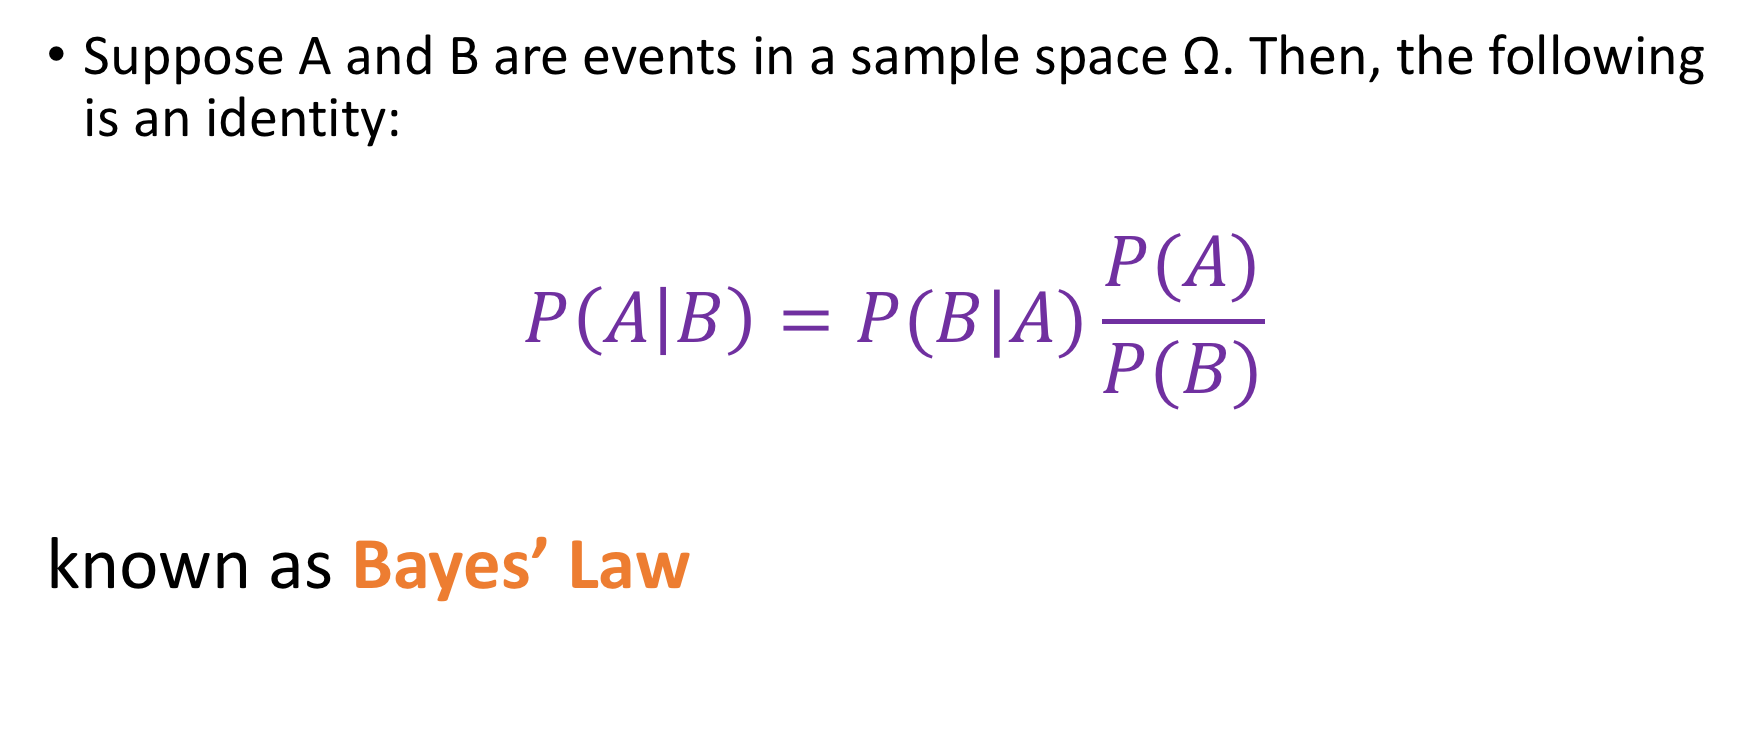 • Suppose A and B are events in a sample space Ω. Then, the following
is an identity:
P(A|B) = P(B|A) P(A)/P(B)
known as Bayes’ Law